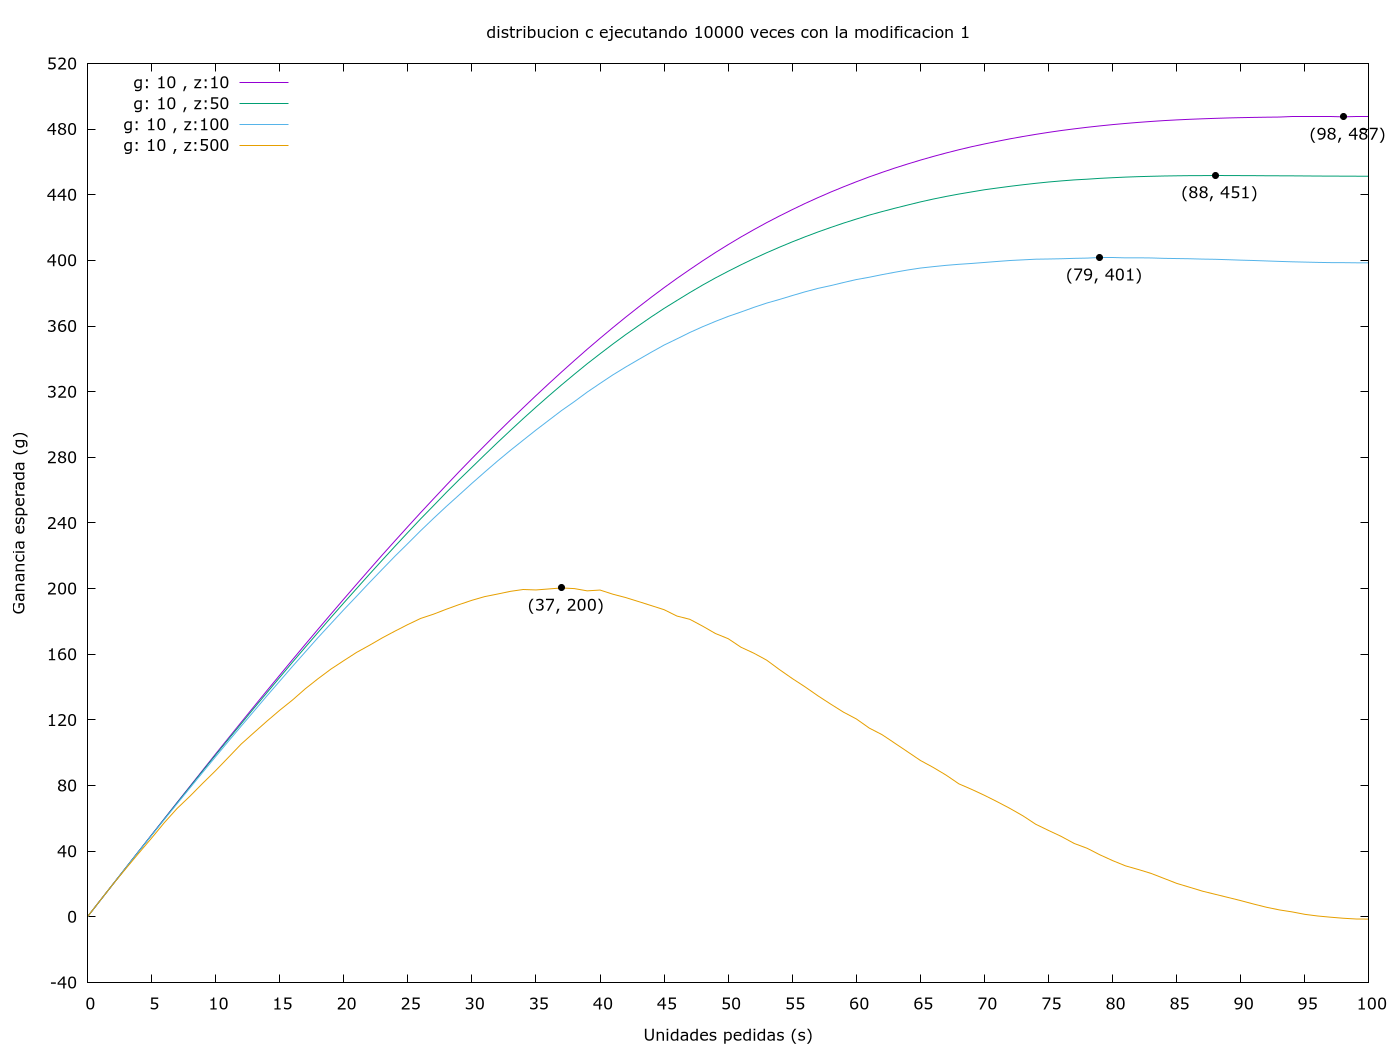 distribucion c ejecutando 10000 veces con la modificacion 1
520
480
440
400
360
320
280
240
200
160
120
80
40
0
-40
g: 10 , z:10
g: 10 , z:50
g: 10 , z:100
g: 10 , z:500
(98, 487)
(88, 451)
(79, 401)
(37, 200)
Ganancia esperada (g)
0 5 10 15 20 25 30 35 40 45 50 55 60 65 70 75 80 85 90 95 100
Unidades pedidas (s)